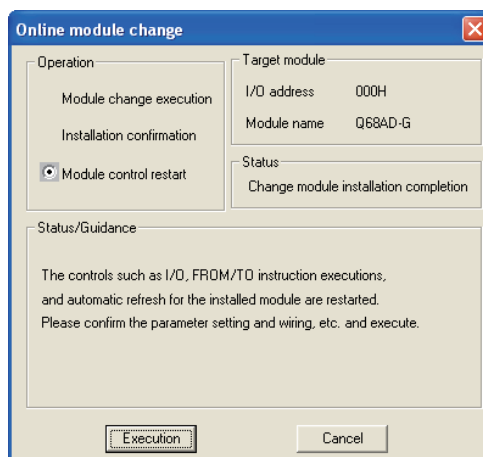 Online module change
Operation
Module change execution
Installation confirmation
Module control restart
Target module
I/O address 000H
Module name Q68AD-G
Status
Change module installation completion
Status/Guidance
The controls such as I/O, FROM/TO instruction executions,
and automatic refresh for the installed module are restarted.
Please confirm the parameter setting and wiring, etc. and execute.
Execution
Cancel